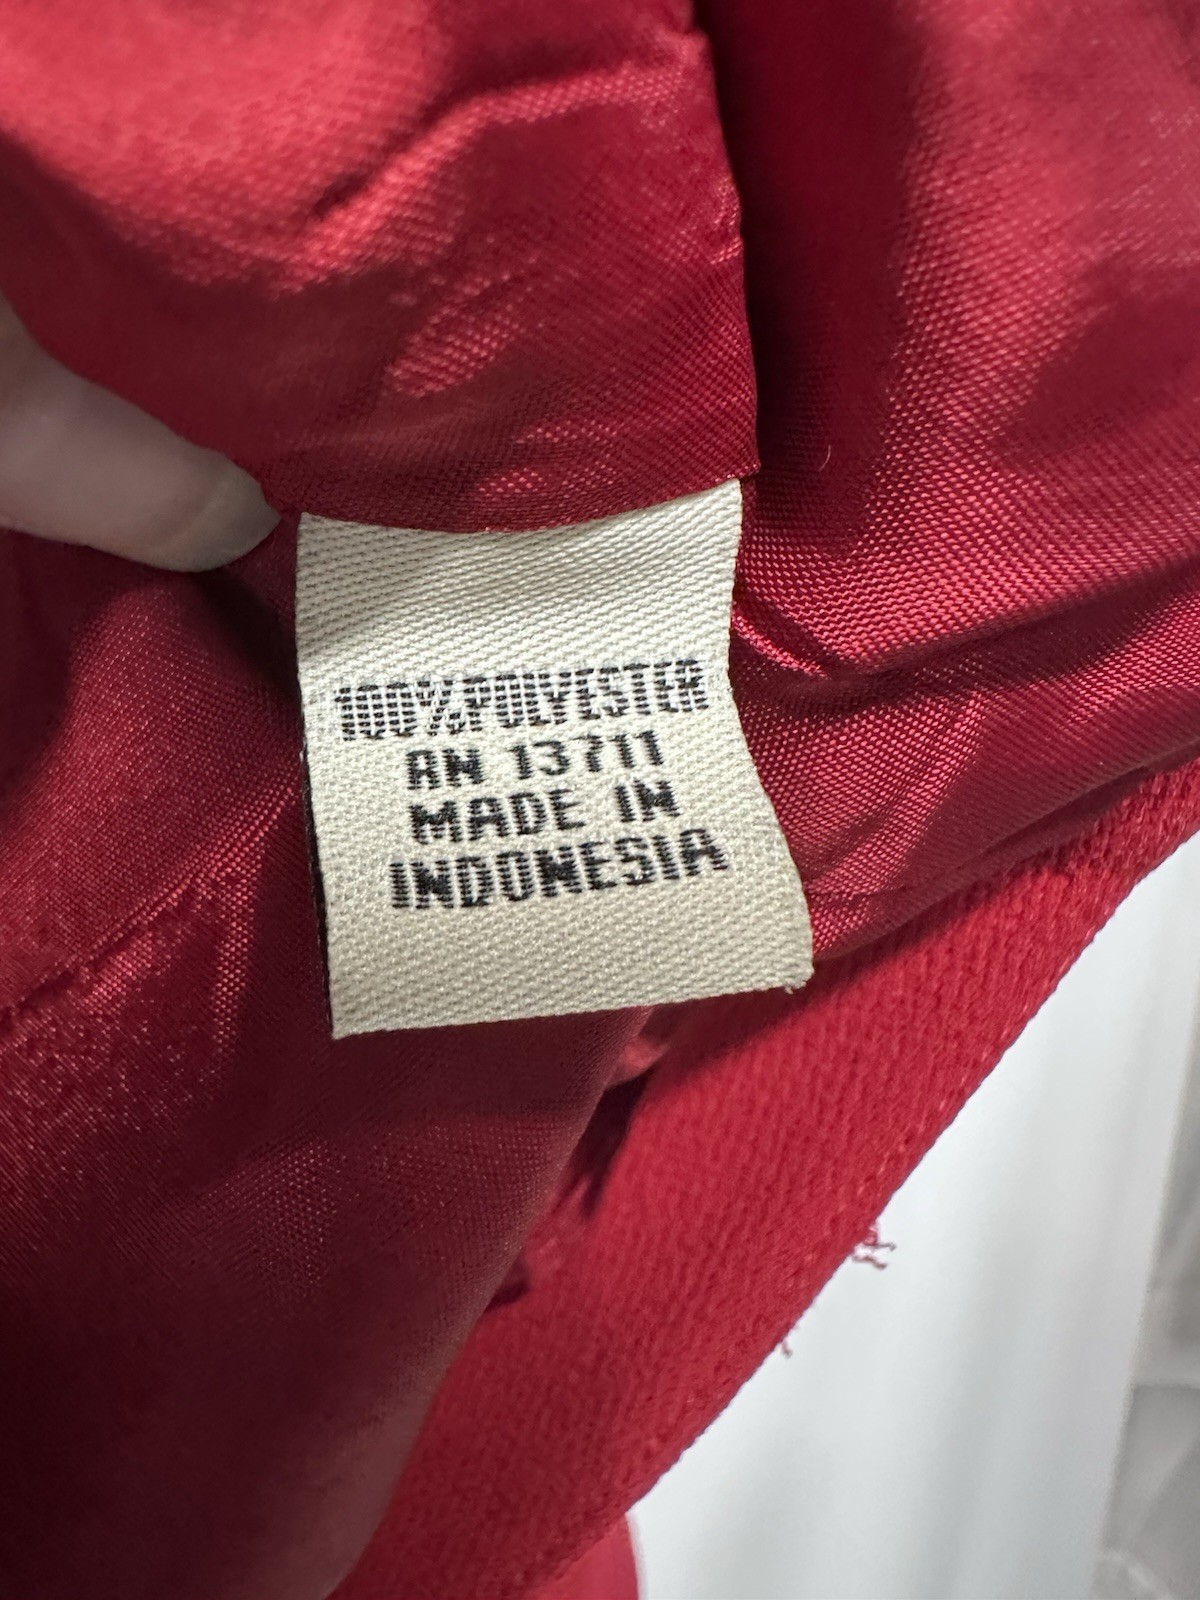 100% POLYESTER
RN 13711
MADE IN
INDONESIA